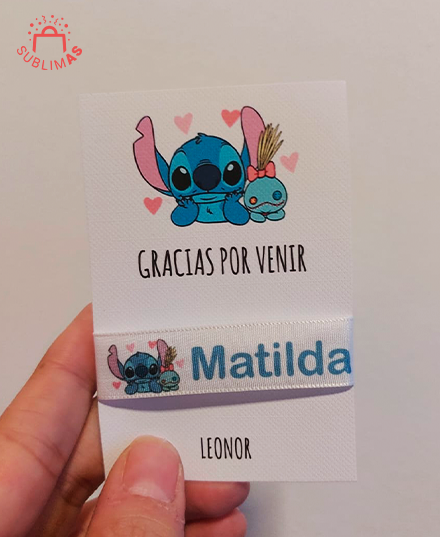 SUBLIMAS
GRACIAS POR VENIR
Matilda
LEONOR